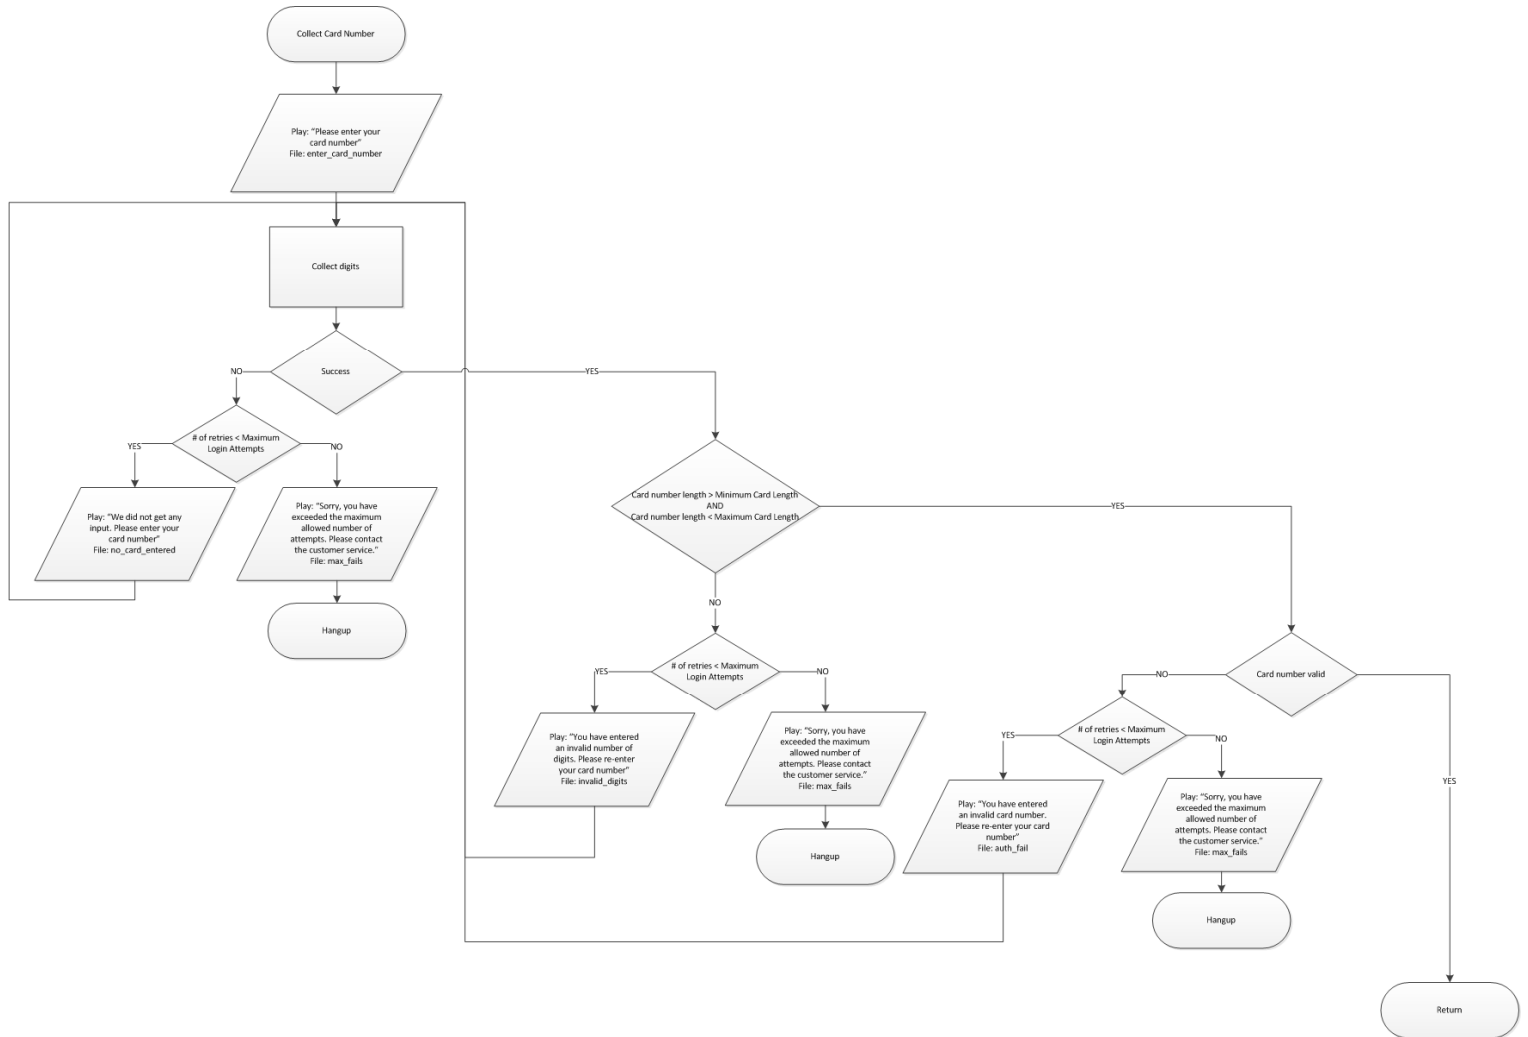 Collect Card Number
Play: “Please enter your
card number”
File: enter_card_number
Collect digits
Success
NO
YES
# of retries < Maximum
Login Attempts
YES
NO
Play: “We did not get any
input. Please enter your
card number”
File: no_card_entered
Play: “Sorry, you have
exceeded the maximum
allowed number of
attempts. Please contact
the customer service.”
File: max_fails
Hangup
Card number length > Minimum Card Length
AND
Card number length < Maximum Card Length
YES
NO
# of retries < Maximum
Login Attempts
YES
NO
Play: “You have entered
an invalid number of
digits. Please re-enter
your card number”
File: invalid_digits
Play: “Sorry, you have
exceeded the maximum
allowed number of
attempts. Please contact
the customer service.”
File: max_fails
Hangup
Card number valid
NO
YES
# of retries < Maximum
Login Attempts
YES
NO
Play: “You have entered
an invalid card number.
Please re-enter your card
number”
File: auth_fail
Play: “Sorry, you have
exceeded the maximum
allowed number of
attempts. Please contact
the customer service.”
File: max_fails
Hangup
Return